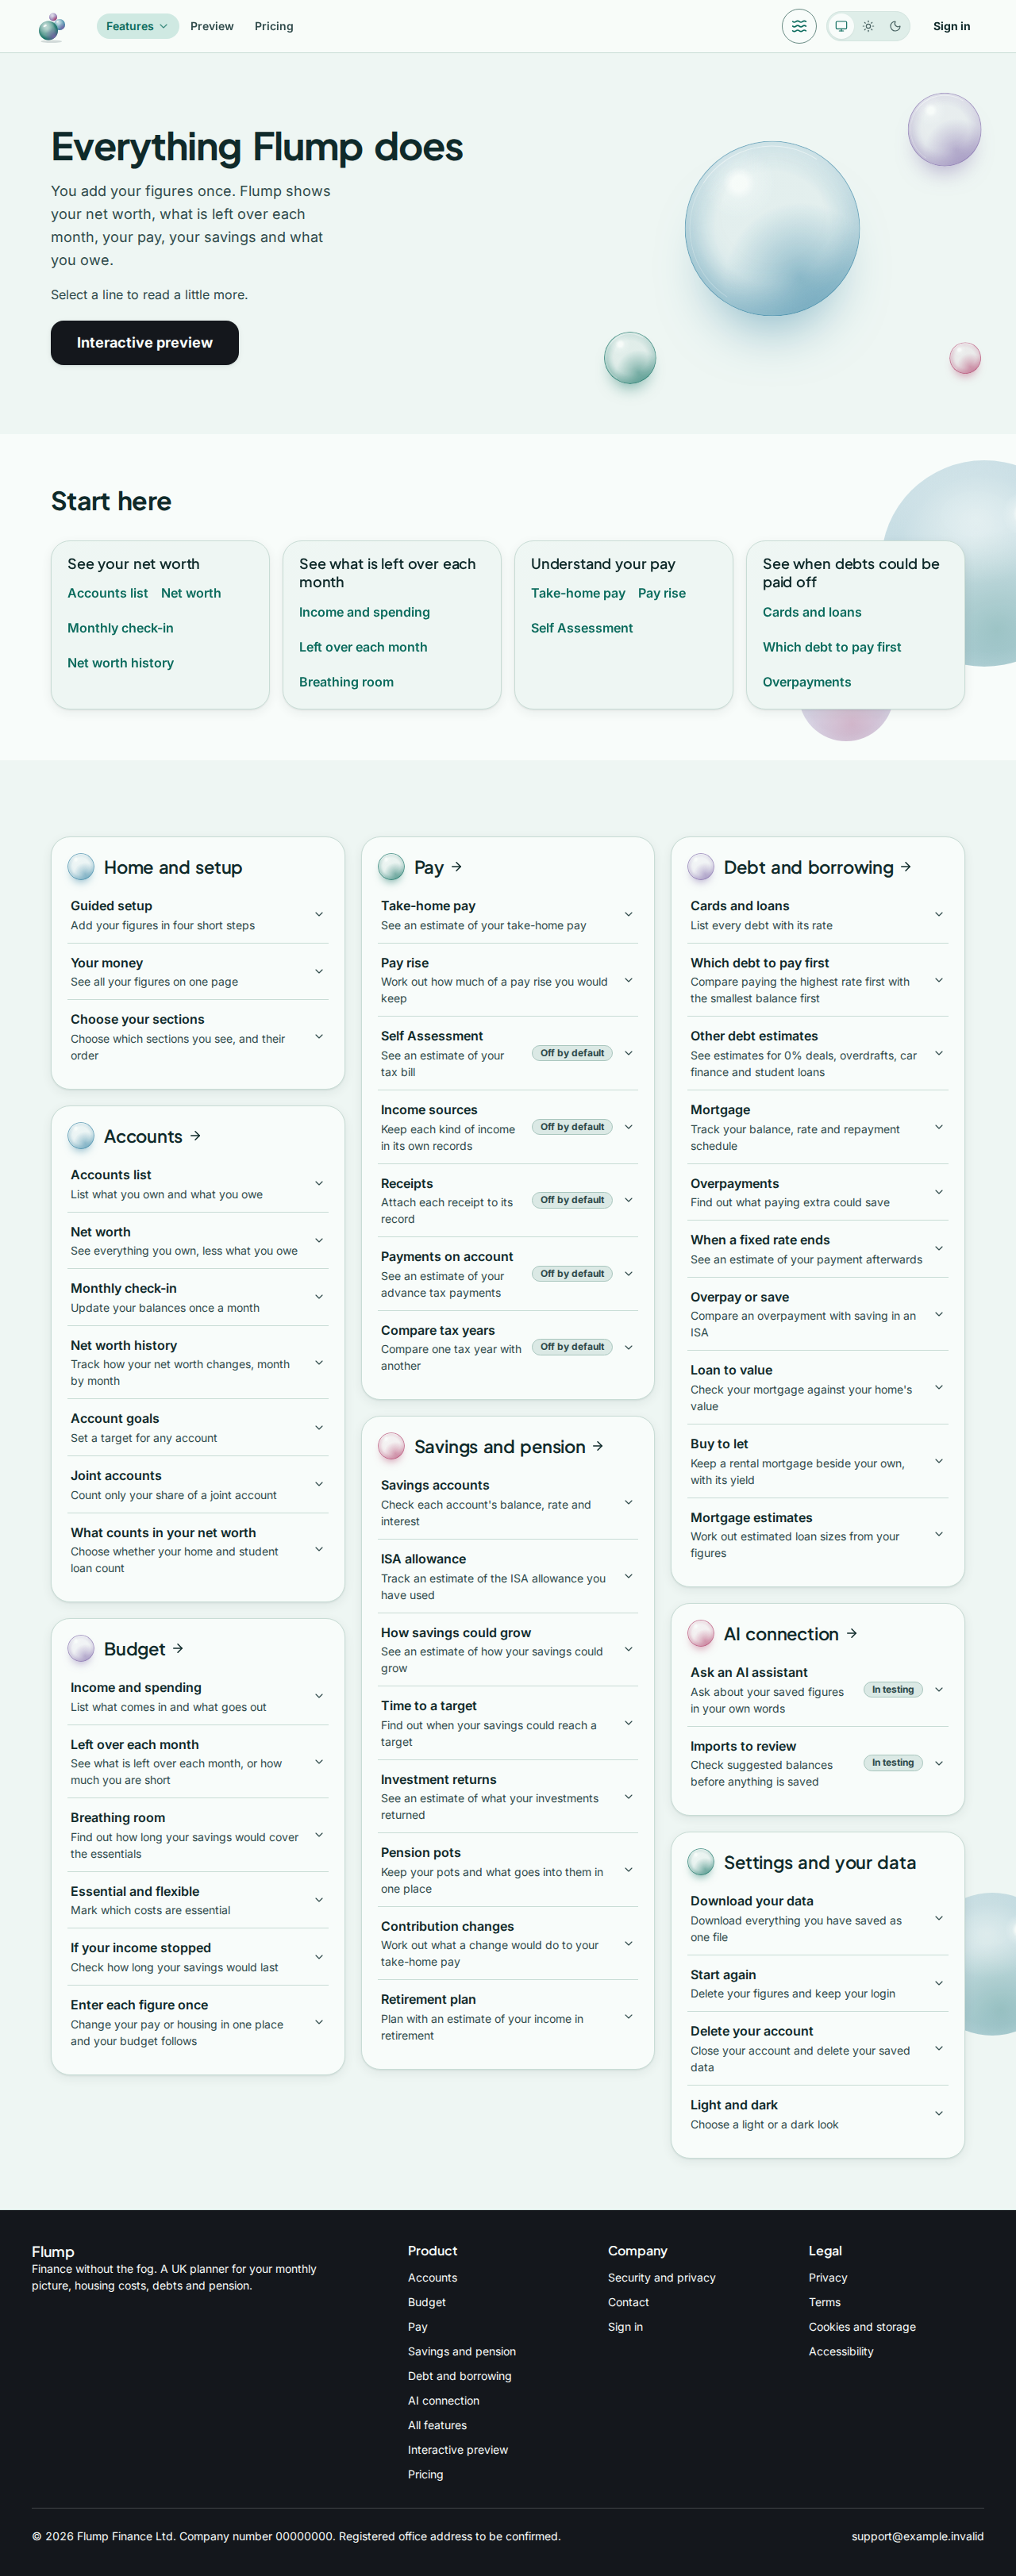 Features
Preview
Pricing
Sign in
Everything Flump does
You add your figures once. Flump shows
your net worth, what is left over each
month, your pay, your savings and what
you owe.
Select a line to read a little more.
Interactive preview
Start here
See your net worth
Accounts list
Net worth
Monthly check-in
Net worth history
See what is left over each
month
Income and spending
Left over each month
Breathing room
Understand your pay
Take-home pay
Pay rise
Self Assessment
See when debts could be
paid off
Cards and loans
Which debt to pay first
Overpayments
Home and setup
Guided setup
Add your figures in four short steps
Your money
See all your figures on one page
Choose your sections
Choose which sections you see, and their
order
Accounts
Accounts list
List what you own and what you owe
Net worth
See everything you own, less what you owe
Monthly check-in
Update your balances once a month
Net worth history
Track how your net worth changes, month
by month
Account goals
Set a target for any account
Joint accounts
Count only your share of a joint account
What counts in your net worth
Choose whether your home and student
loan count
Budget
Income and spending
List what comes in and what goes out
Left over each month
See what is left over each month, or how
much you are short
Breathing room
Find out how long your savings would cover
the essentials
Essential and flexible
Mark which costs are essential
If your income stopped
Check how long your savings would last
Enter each figure once
Change your pay or housing in one place
and your budget follows
Pay
Take-home pay
See an estimate of your take-home pay
Pay rise
Work out how much of a pay rise you would
keep
Self Assessment
See an estimate of your
tax bill
Off by default
Income sources
Keep each kind of income
in its own records
Off by default
Receipts
Attach each receipt to its
record
Off by default
Payments on account
See an estimate of your
advance tax payments
Off by default
Compare tax years
Compare one tax year with
another
Off by default
Savings and pension
Savings accounts
Check each account's balance, rate and
interest
ISA allowance
Track an estimate of the ISA allowance you
have used
How savings could grow
See an estimate of how your savings could
grow
Time to a target
Find out when your savings could reach a
target
Investment returns
See an estimate of what your investments
returned
Pension pots
Keep your pots and what goes into them in
one place
Contribution changes
Work out what a change would do to your
take-home pay
Retirement plan
Plan with an estimate of your income in
retirement
Debt and borrowing
Cards and loans
List every debt with its rate
Which debt to pay first
Compare paying the highest rate first with
the smallest balance first
Other debt estimates
See estimates for 0% deals, overdrafts, car
finance and student loans
Mortgage
Track your balance, rate and repayment
schedule
Overpayments
Find out what paying extra could save
When a fixed rate ends
See an estimate of your payment afterwards
Overpay or save
Compare an overpayment with saving in an
ISA
Loan to value
Check your mortgage against your home's
value
Buy to let
Keep a rental mortgage beside your own,
with its yield
Mortgage estimates
Work out estimated loan sizes from your
figures
AI connection
Ask an AI assistant
Ask about your saved figures
in your own words
In testing
Imports to review
Check suggested balances
before anything is saved
In testing
Settings and your data
Download your data
Download everything you have saved as
one file
Start again
Delete your figures and keep your login
Delete your account
Close your account and delete your saved
data
Light and dark
Choose a light or a dark look
Flump
Finance without the fog. A UK planner for your monthly
picture, housing costs, debts and pension.
Product
Accounts
Budget
Pay
Savings and pension
Debt and borrowing
AI connection
All features
Interactive preview
Pricing
Company
Security and privacy
Contact
Sign in
Legal
Privacy
Terms
Cookies and storage
Accessibility
© 2026 Flump Finance Ltd. Company number 00000000. Registered office address to be confirmed.
support@example.invalid